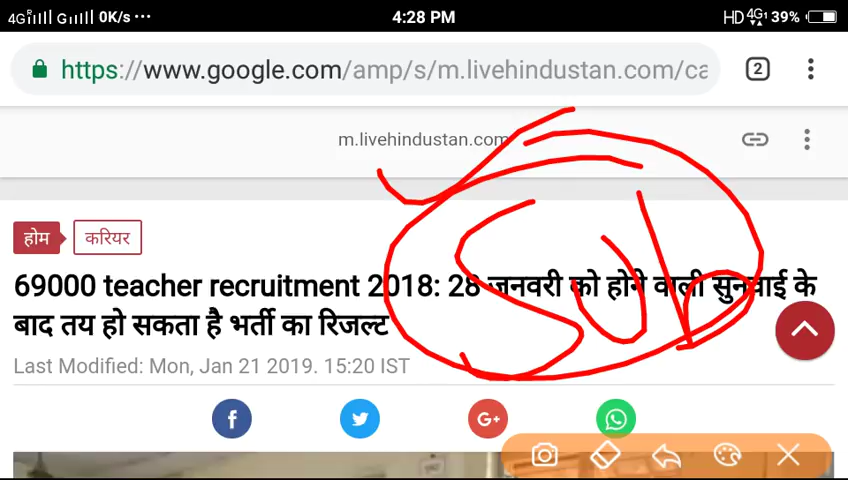 4G R G 0K/s ... 4:28 PM HD 4G 1 39%
https://www.google.com/amp/s/m.livehindustan.com/ca 2
m.livehindustan.com
होम करियर
Sub
69000 teacher recruitment 2018: 28 जनवरी को होने वाली सुनवाई के
बाद तय हो सकता है भर्ती का रिजल्ट
Last Modified: Mon, Jan 21 2019. 15:20 IST
f G+